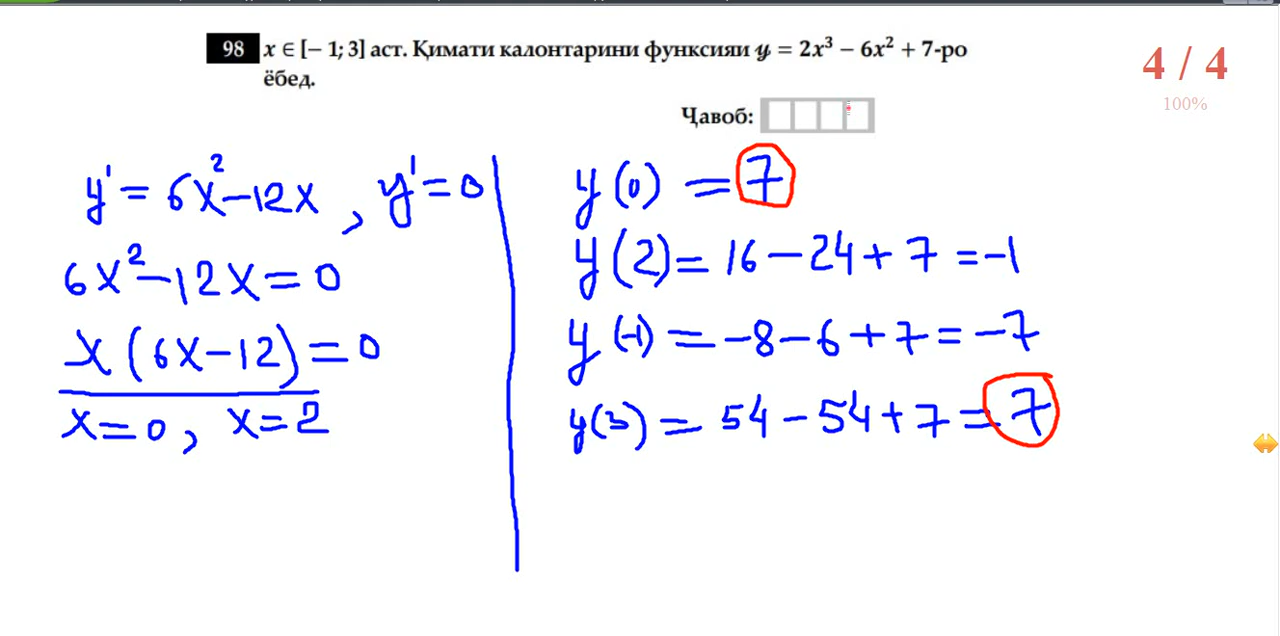 98 x ∈ [− 1; 3] аст. Қимати калонтарини функсияи y = 2x³ − 6x² + 7-ро
ёбед.
Ҷавоб:
4 / 4
100%
y' = 6x² − 12x, y' = 0
6x² − 12x = 0
x (6x − 12) = 0
x = 0, x = 2
y(0) = 7
y(2) = 16 − 24 + 7 = −1
y(−1) = −8 − 6 + 7 = −7
y(3) = 54 − 54 + 7 = 7